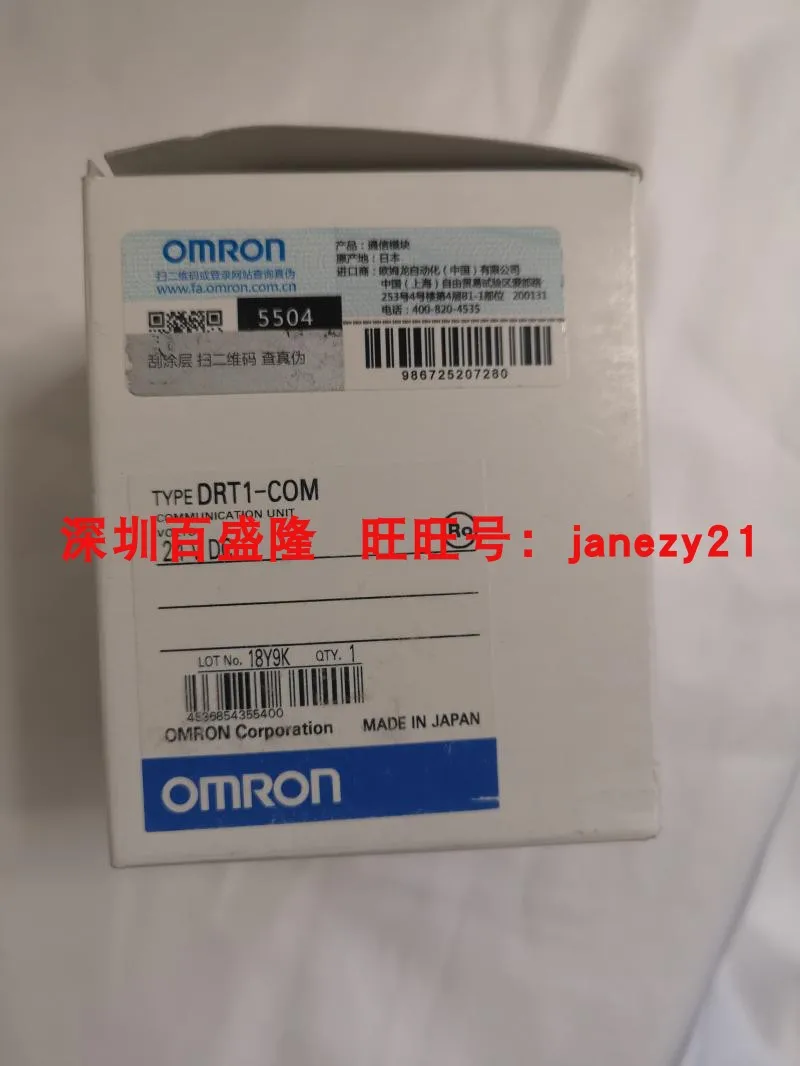 OMRON
扫二维码或登录网站查询真伪
www.fa.omron.com.cn
产品：通信模块
原产地：日本
进口商：欧姆龙自动化（中国）有限公司
中国（上海）自由贸易试验区爱都路
253号4号楼第4层B1-1部位 200131
电话：400-820-4535
5504
刮涂层 扫二维码 查真伪
986725207280
TYPE DRT1-COM
COMMUNICATION UNIT
深圳百盛隆 旺旺号：janezy21
LOT No. 18Y9K QTY. 1
4536854355400
OMRON Corporation MADE IN JAPAN
OMRON